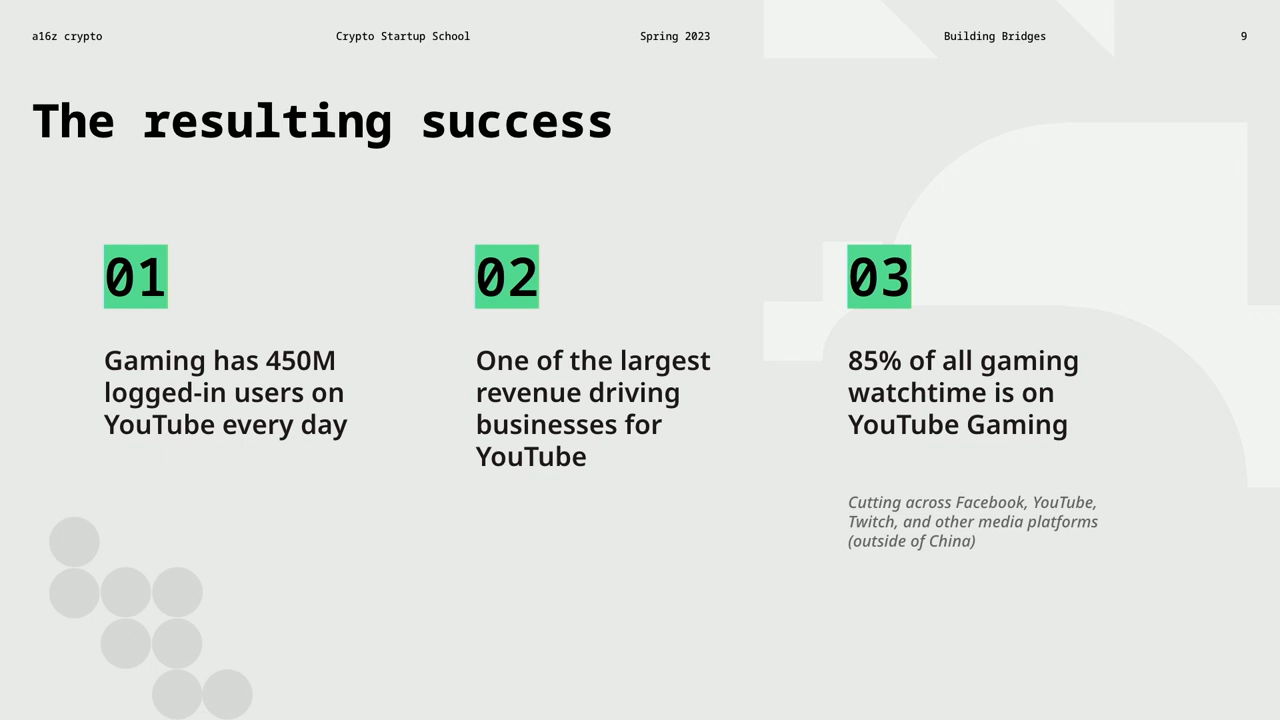 a16z crypto
Crypto Startup School
Spring 2023
Building Bridges
9
The resulting success
01
Gaming has 450M
logged-in users on
YouTube every day
02
One of the largest
revenue driving
businesses for
YouTube
03
85% of all gaming
watchtime is on
YouTube Gaming
Cutting across Facebook, YouTube,
Twitch, and other media platforms
(outside of China)